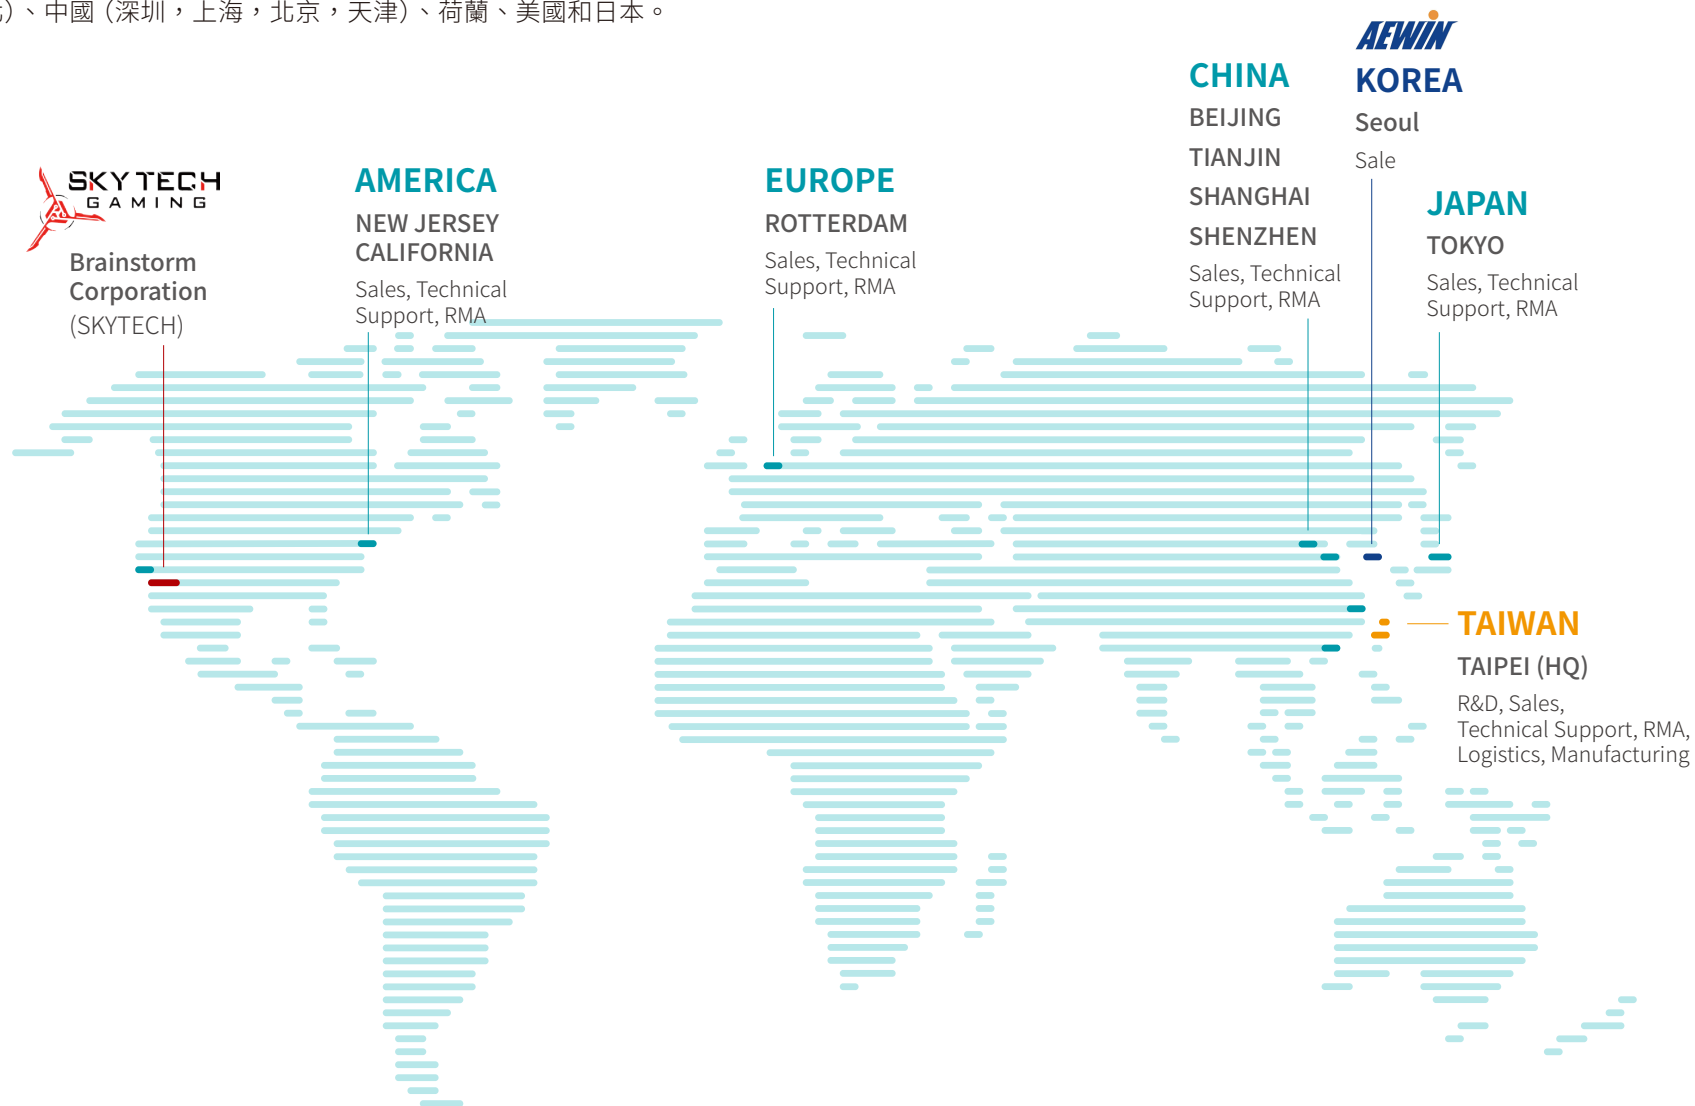 )、中國 (深圳，上海，北京，天津)、荷蘭、美國和日本。
SKYTECH
GAMING
Brainstorm
Corporation
(SKYTECH)
AMERICA
NEW JERSEY
CALIFORNIA
Sales, Technical
Support, RMA
EUROPE
ROTTERDAM
Sales, Technical
Support, RMA
CHINA
BEIJING
TIANJIN
SHANGHAI
SHENZHEN
Sales, Technical
Support, RMA
AEWIN
KOREA
Seoul
Sale
JAPAN
TOKYO
Sales, Technical
Support, RMA
TAIWAN
TAIPEI (HQ)
R&D, Sales,
Technical Support, RMA,
Logistics, Manufacturing